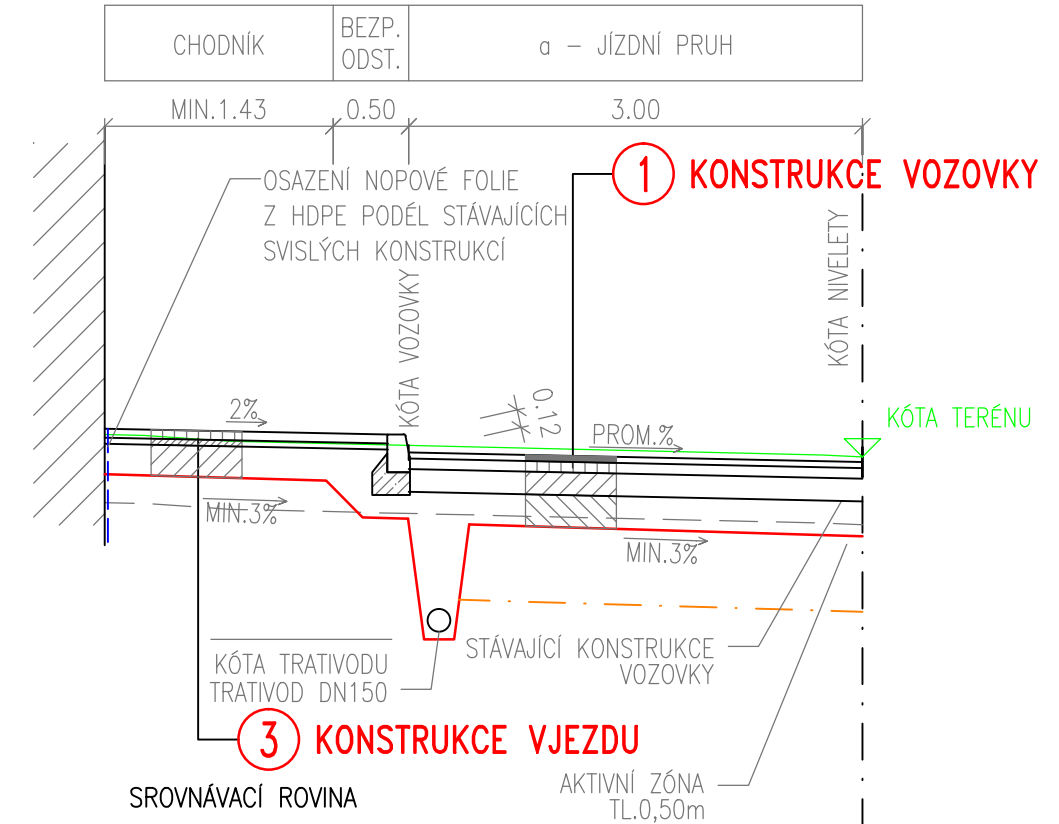 CHODNÍK
BEZP.
ODST.
a – JÍZDNÍ PRUH
MIN.1.43
0.50
3.00
1
KONSTRUKCE VOZOVKY
OSAZENÍ NOPOVÉ FOLIE
Z HDPE PODÉL STÁVAJÍCÍCH
SVISLÝCH KONSTRUKCÍ
KÓTA VOZOVKY
KÓTA NIVELETY
0.12
2%
PROM.%
KÓTA TERÉNU
MIN.3%
MIN.3%
KÓTA TRATIVODU
TRATIVOD DN150
STÁVAJÍCÍ KONSTRUKCE
VOZOVKY
3
KONSTRUKCE VJEZDU
AKTIVNÍ ZÓNA
TL.0,50m
SROVNÁVACÍ ROVINA